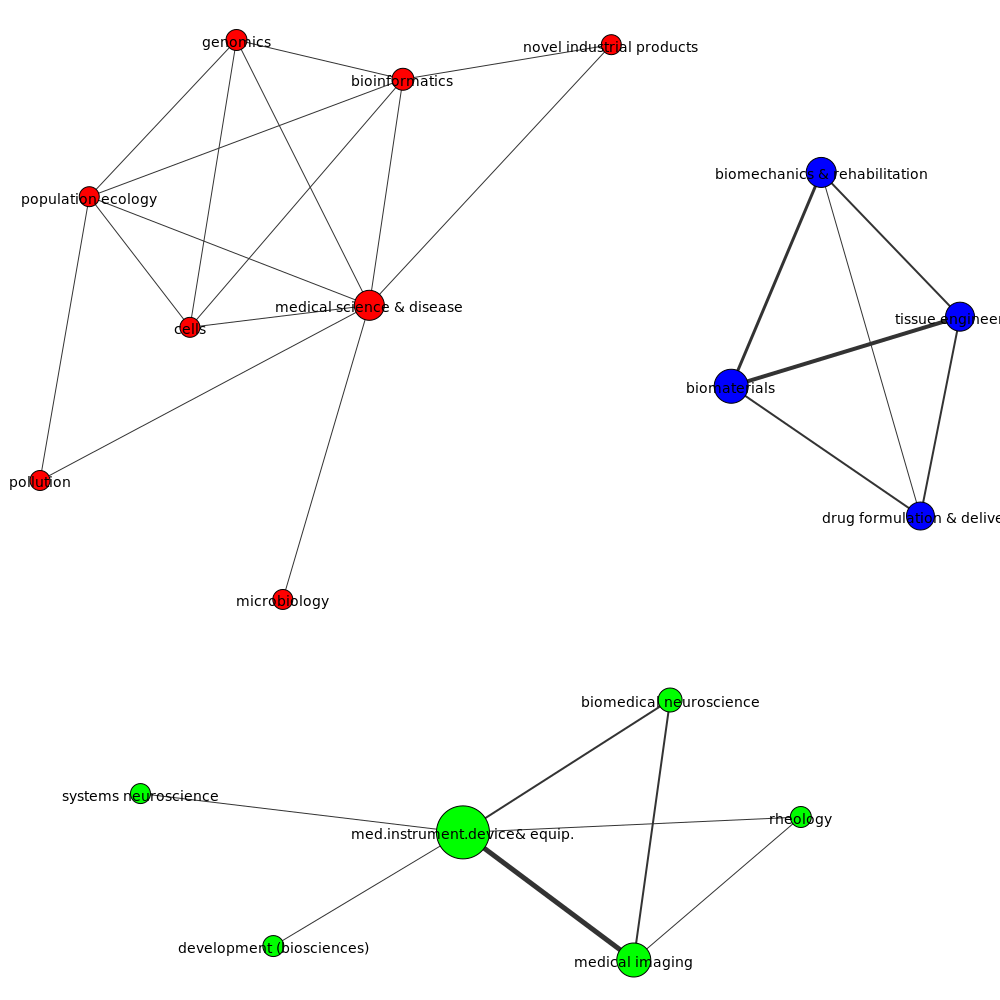 genomics
novel industrial products
bioinformatics
biomechanics & rehabilitation
population ecology
medical science & disease
tissue engineer
cells
biomaterials
pollution
drug formulation & delive
microbiology
biomedical neuroscience
systems neuroscience
rheology
med.instrument.device& equip.
development (biosciences)
medical imaging